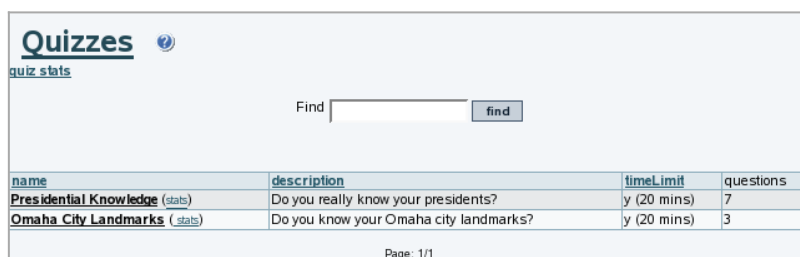 Quizzes
quiz stats
Find find
name description timeLimit questions
Presidential Knowledge (stats) Do you really know your presidents? y (20 mins) 7
Omaha City Landmarks ( stats) Do you know your Omaha city landmarks? y (20 mins) 3
Page: 1/1